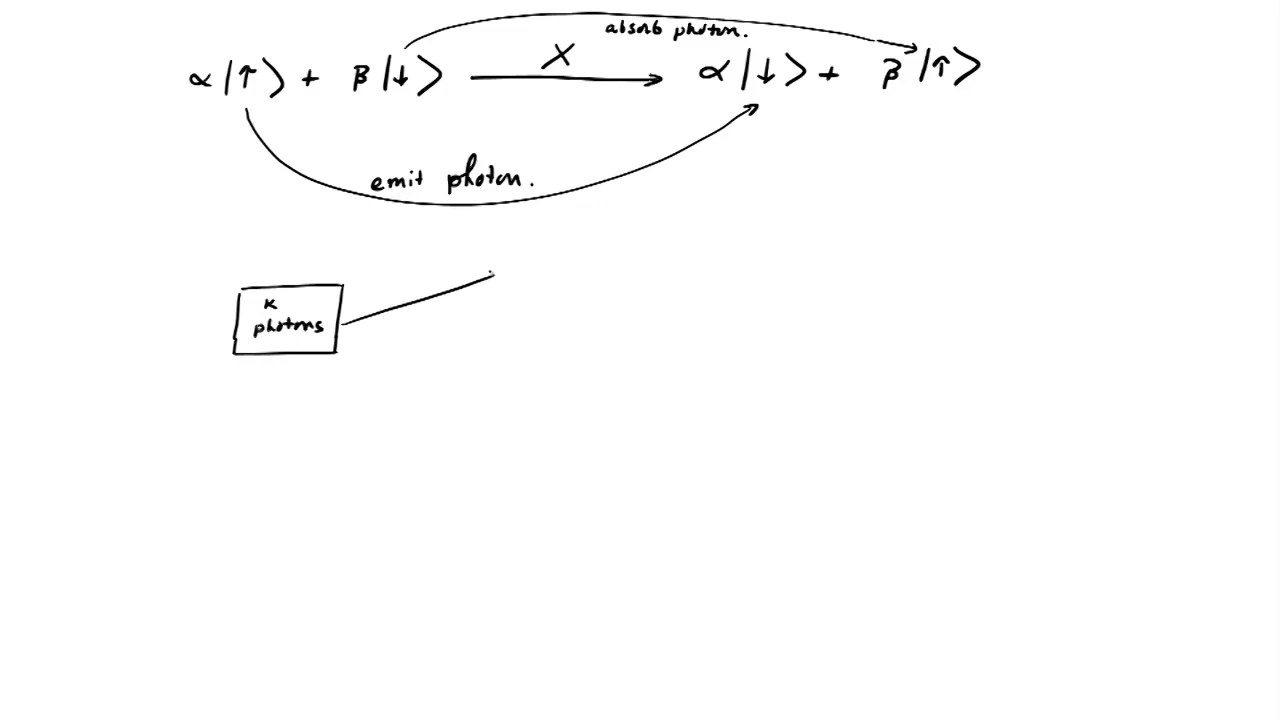 absorb photon.
α|↑⟩ + β|↓⟩ X → α|↓⟩ + β|↑⟩
emit photon.
K
photons